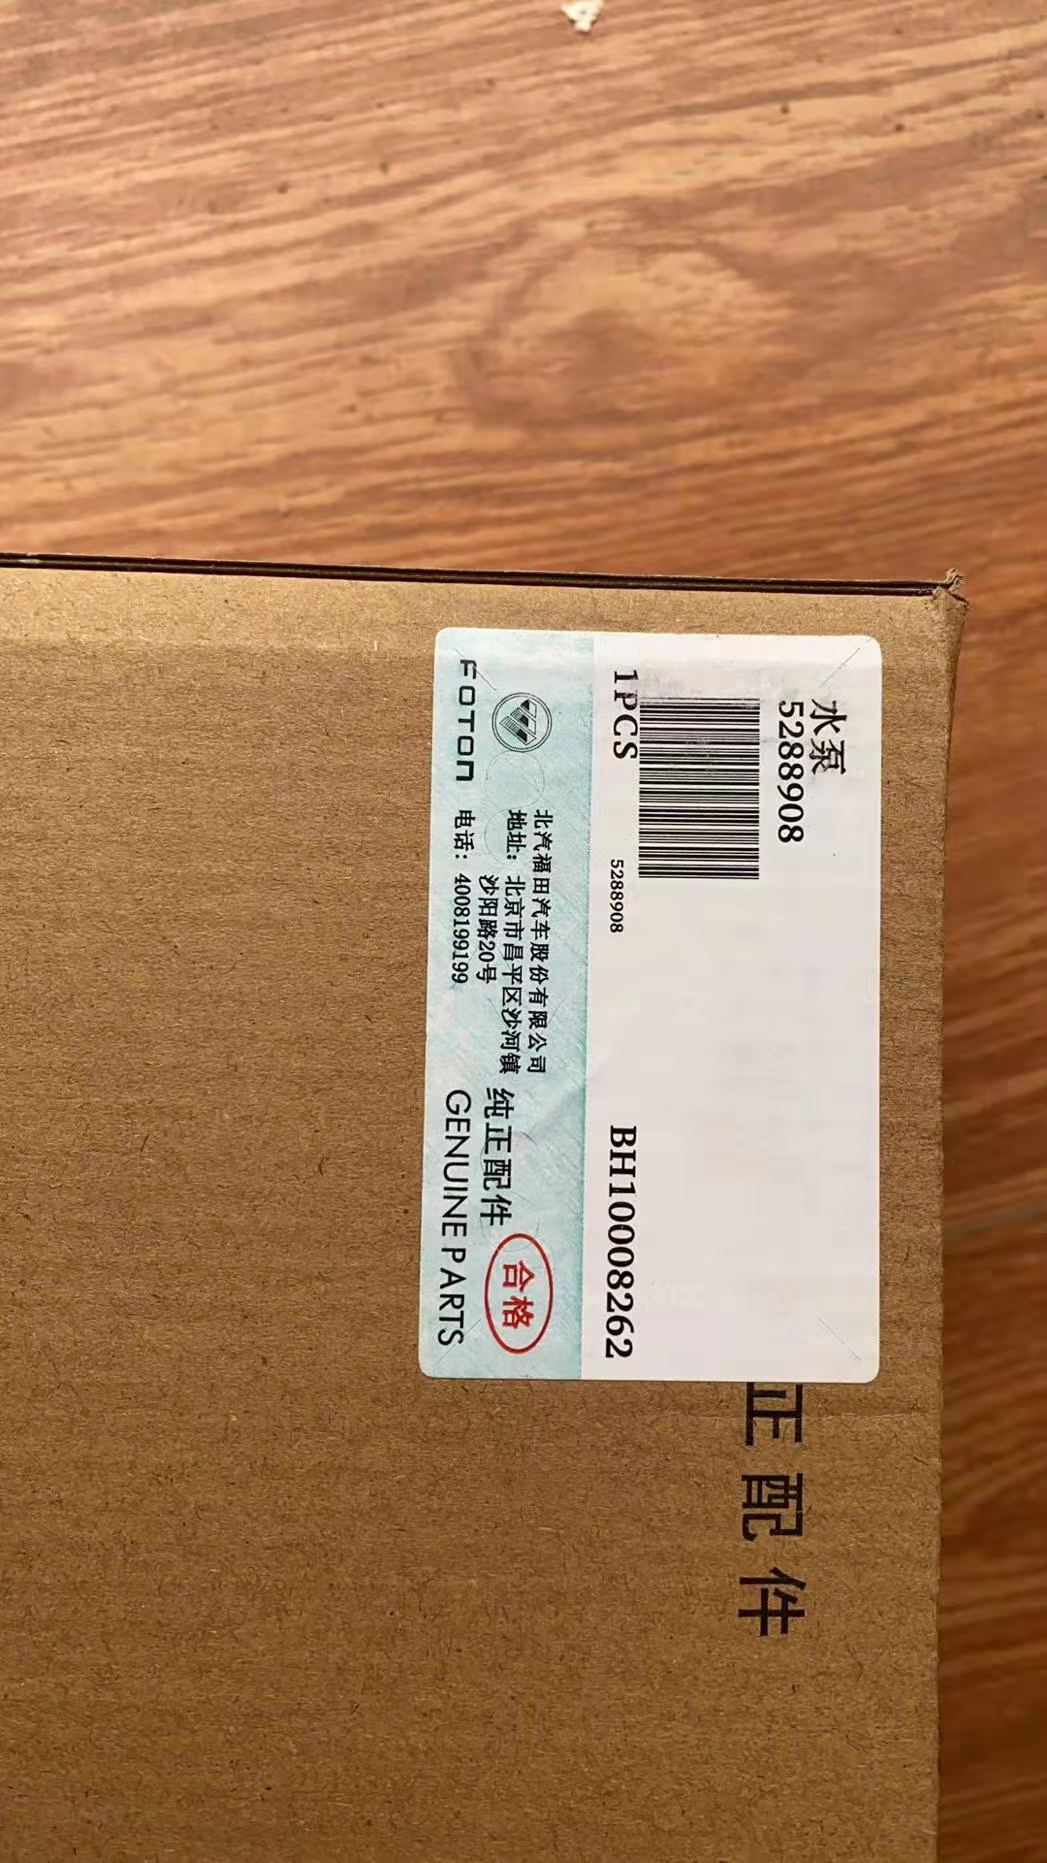 水泵
5288908
1PCS
5288908
BH10008262
FOTON
北汽福田汽车股份有限公司
地址：北京市昌平区沙河镇
沙阳路20号
电话：4008199199
纯正配件
GENUINE PARTS
合格
正配件